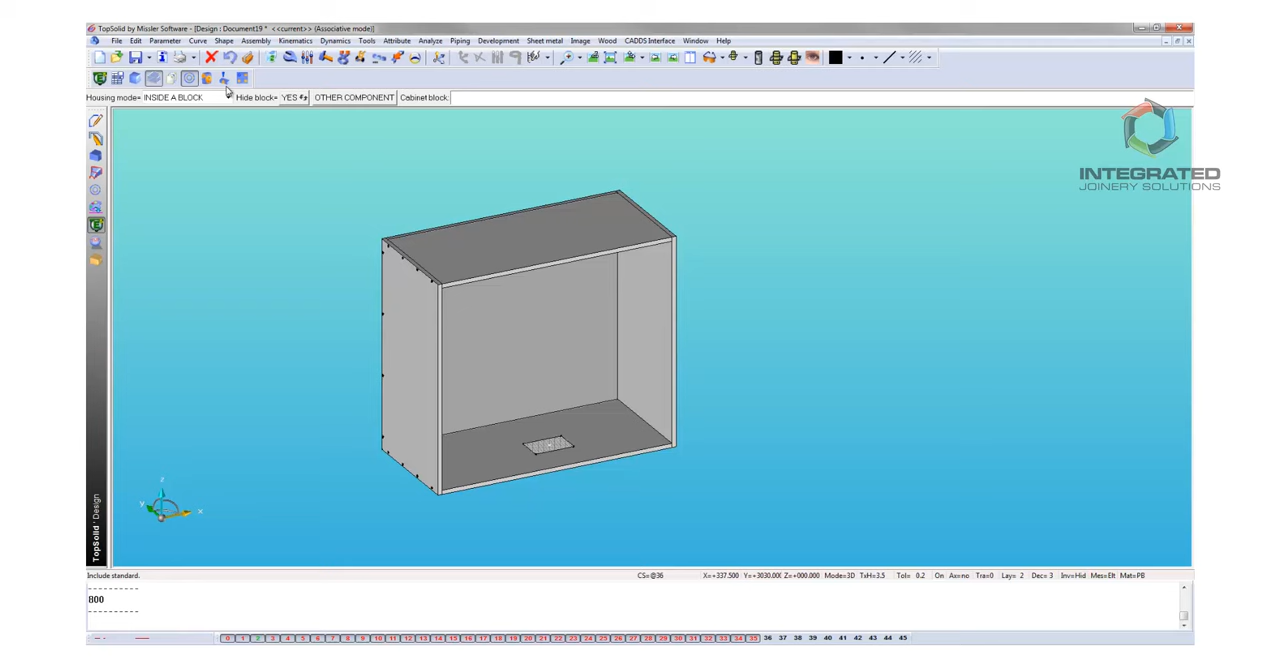 TopSolid by Missler Software - [Design : Document19 * <<current>> (Associative mode)]
File Edit Parameter Curve Shape Assembly Kinematics Dynamics Tools Attribute Analyze Piping Development Sheet metal Image Wood CADDS Interface Window Help
Housing mode= INSIDE A BLOCK Hide block= YES OTHER COMPONENT Cabinet block:
INTEGRATED
JOINERY SOLUTIONS
z
y
x
TopSolid'Design
Include standard. CS=@36 X=+337.500 Y=+3030.00( Z=+000.000 Mode=3D TxH=3.5 Tol= 0.2 On Ax=no Tra=0 Lay= 2 Dec= 3 Inv=Hid Mes=Elt Mat=PB
----------
800
----------
0 1 2 3 4 5 6 7 8 9 10 11 12 13 14 15 16 17 18 19 20 21 22 23 24 25 26 27 28 29 30 31 32 33 34 35 36 37 38 39 40 41 42 43 44 45